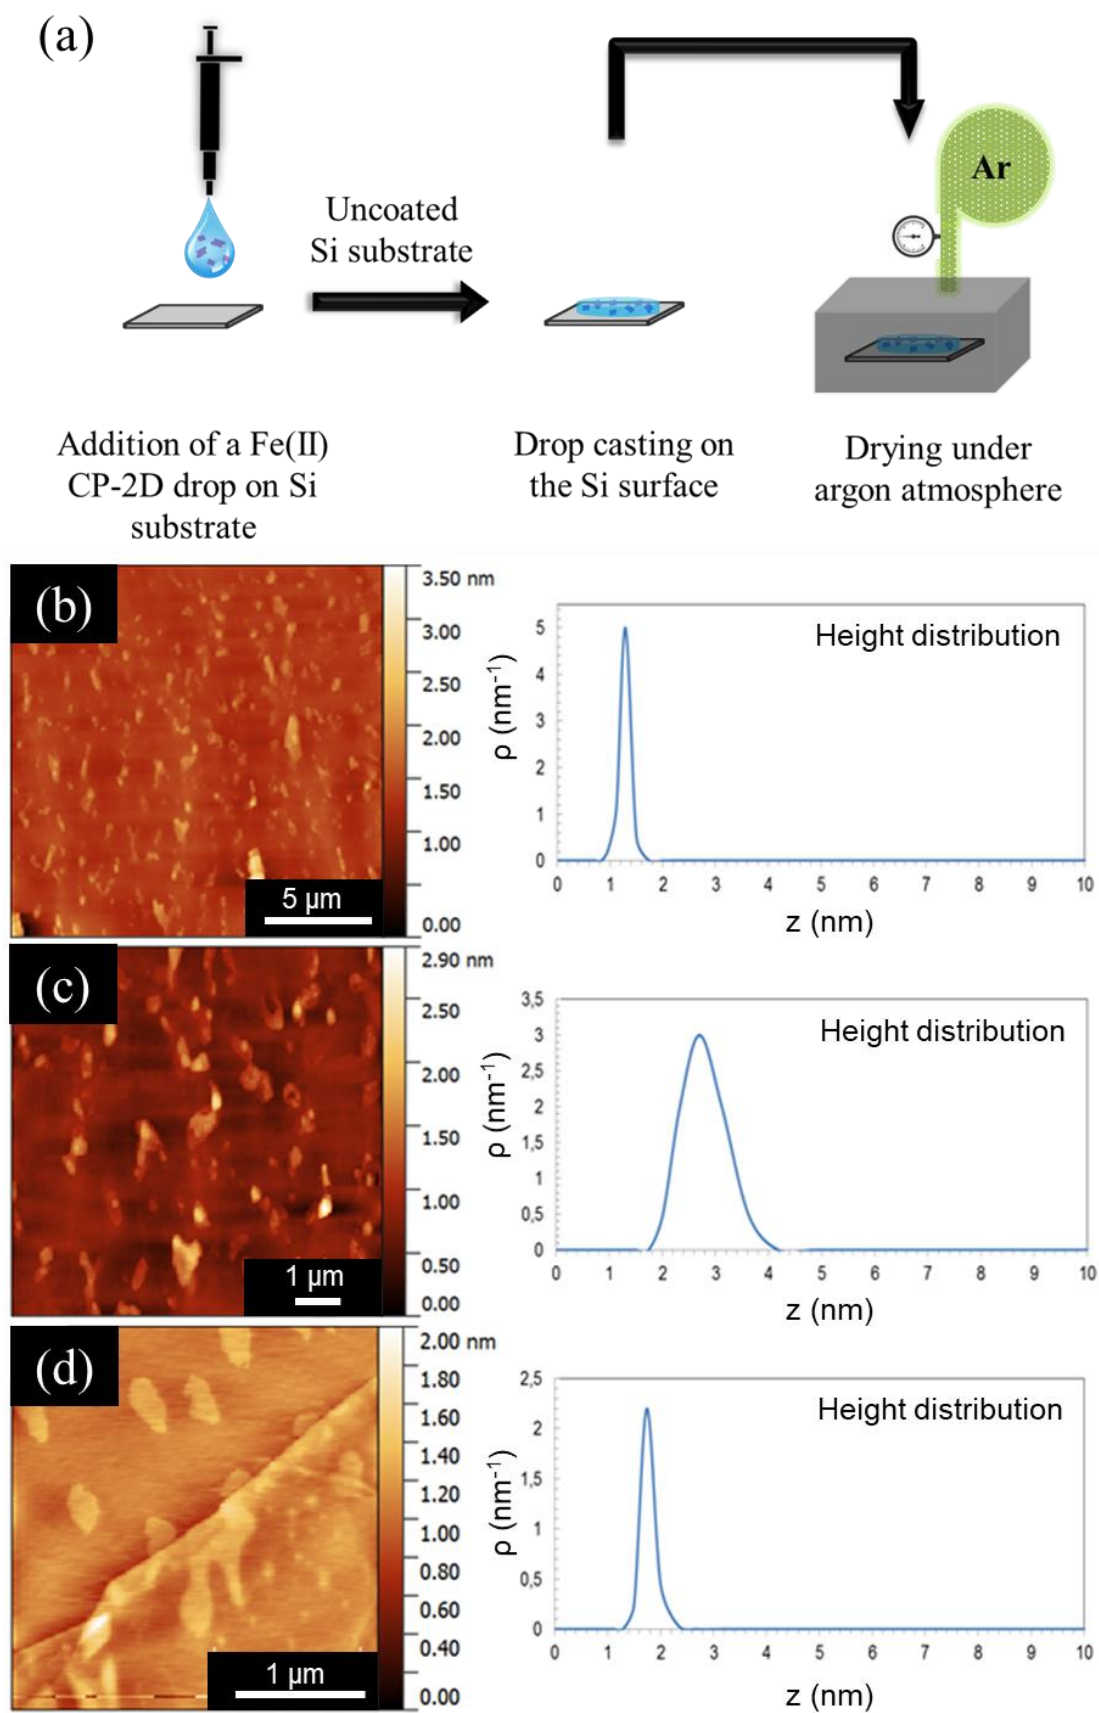 (a)
Ar
Uncoated
Si substrate
Addition of a Fe(II)
CP-2D drop on Si
substrate
Drop casting on
the Si surface
Drying under
argon atmosphere
(b)
3.50 nm
3.00
2.50
2.00
1.50
1.00
0.00
5 µm
Height distribution
ρ (nm⁻¹)
5
4
3
2
1
0
0 1 2 3 4 5 6 7 8 9 10
z (nm)
(c)
2.90 nm
2.50
2.00
1.50
1.00
0.50
0.00
1 µm
Height distribution
ρ (nm⁻¹)
3,5
3
2,5
2
1,5
1
0,5
0
0 1 2 3 4 5 6 7 8 9 10
z (nm)
(d)
2.00 nm
1.80
1.60
1.40
1.20
1.00
0.80
0.60
0.40
0.00
1 µm
Height distribution
ρ (nm⁻¹)
2,5
2
1,5
1
0,5
0
0 1 2 3 4 5 6 7 8 9 10
z (nm)